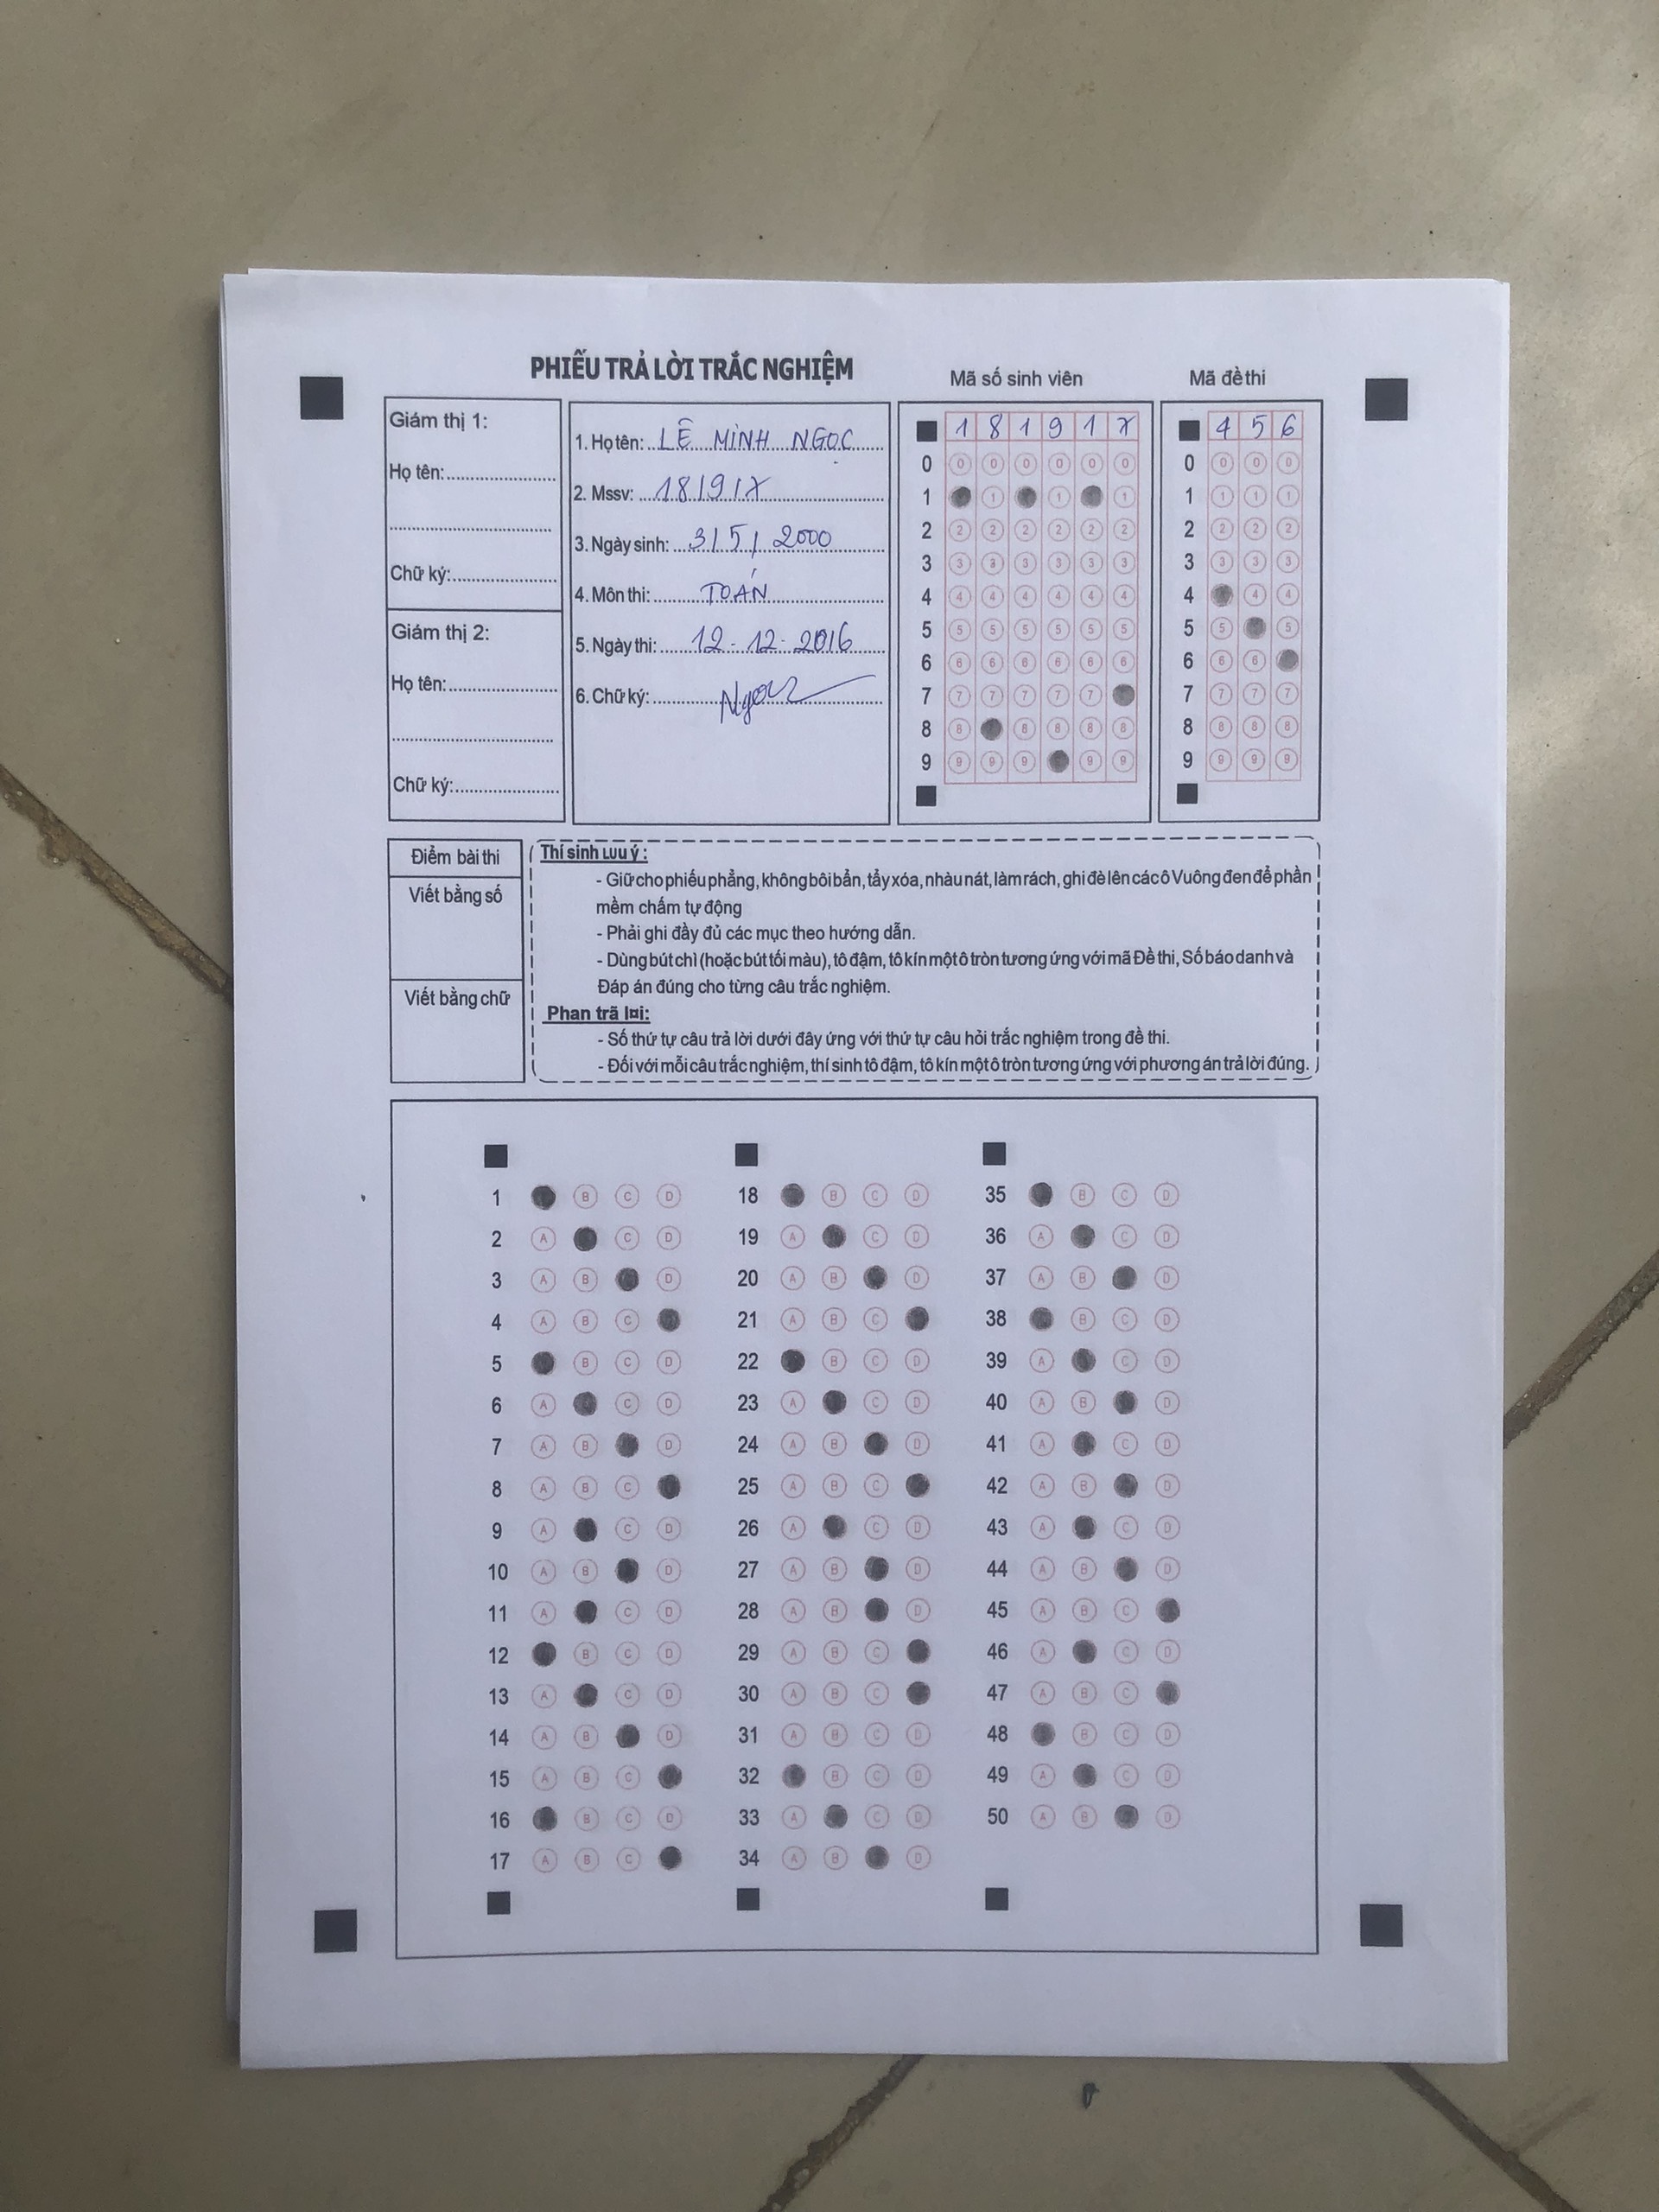 PHIẾU TRẢ LỜI TRẮC NGHIỆM
Mã số sinh viên
Mã đề thi
Giám thị 1:
Họ tên:
Chữ ký:
Giám thị 2:
Họ tên:
Chữ ký:
1. Họ tên: LÊ MINH NGỌC
2. Mssv: 181917
3. Ngày sinh: 3/5/2000
4. Môn thi: TOÁN
5. Ngày thi: 12-12-2016
6. Chữ ký: Ngọc
1 8 1 9 1 7
0 0 0 0 0 0 0
1 1 1 1
2 2 2 2 2 2 2
3 3 3 3 3 3 3
4 4 4 4 4 4 4
5 5 5 5 5 5 5
6 6 6 6 6 6 6
7 7 7 7 7 7
8 8 8 8 8 8
9 9 9 9 9 9
4 5 6
0 0 0 0
1 1 1 1
2 2 2 2
3 3 3 3
4 4 4
5 5 5
6 6 6
7 7 7 7
8 8 8 8
9 9 9 9
Điểm bài thi
Viết bằng số
Viết bằng chữ
Thí sinh Lưu ý :
- Giữ cho phiếu phẳng, không bôi bẩn, tẩy xóa, nhàu nát, làm rách, ghi đè lên các ô Vuông đen để phần
mềm chấm tự động
- Phải ghi đầy đủ các mục theo hướng dẫn.
- Dùng bút chì (hoặc bút tối màu), tô đậm, tô kín một ô tròn tương ứng với mã Đề thi, Số báo danh và
Đáp án đúng cho từng câu trắc nghiệm.
Phan trã l¤i:
- Số thứ tự câu trả lời dưới đây ứng với thứ tự câu hỏi trắc nghiệm trong đề thi.
- Đối với mỗi câu trắc nghiệm, thí sinh tô đậm, tô kín một ô tròn tương ứng với phương án trả lời đúng.
1 B C D
2 A C D
3 A B D
4 A B C
5 B C D
6 A C D
7 A B D
8 A B C
9 A C D
10 A B D
11 A C D
12 B C D
13 A C D
14 A B D
15 A B C
16 B C D
17 A B C
18 B C D
19 A C D
20 A B D
21 A B C
22 B C D
23 A C D
24 A B D
25 A B C
26 A C D
27 A B D
28 A B D
29 A B C
30 A B C
31 A B C D
32 B C D
33 A C D
34 A B D
35 B C D
36 A C D
37 A B D
38 B C D
39 A C D
40 A B D
41 A C D
42 A B D
43 A C D
44 A B D
45 A B C
46 A C D
47 A B C
48 B C D
49 A C D
50 A B D